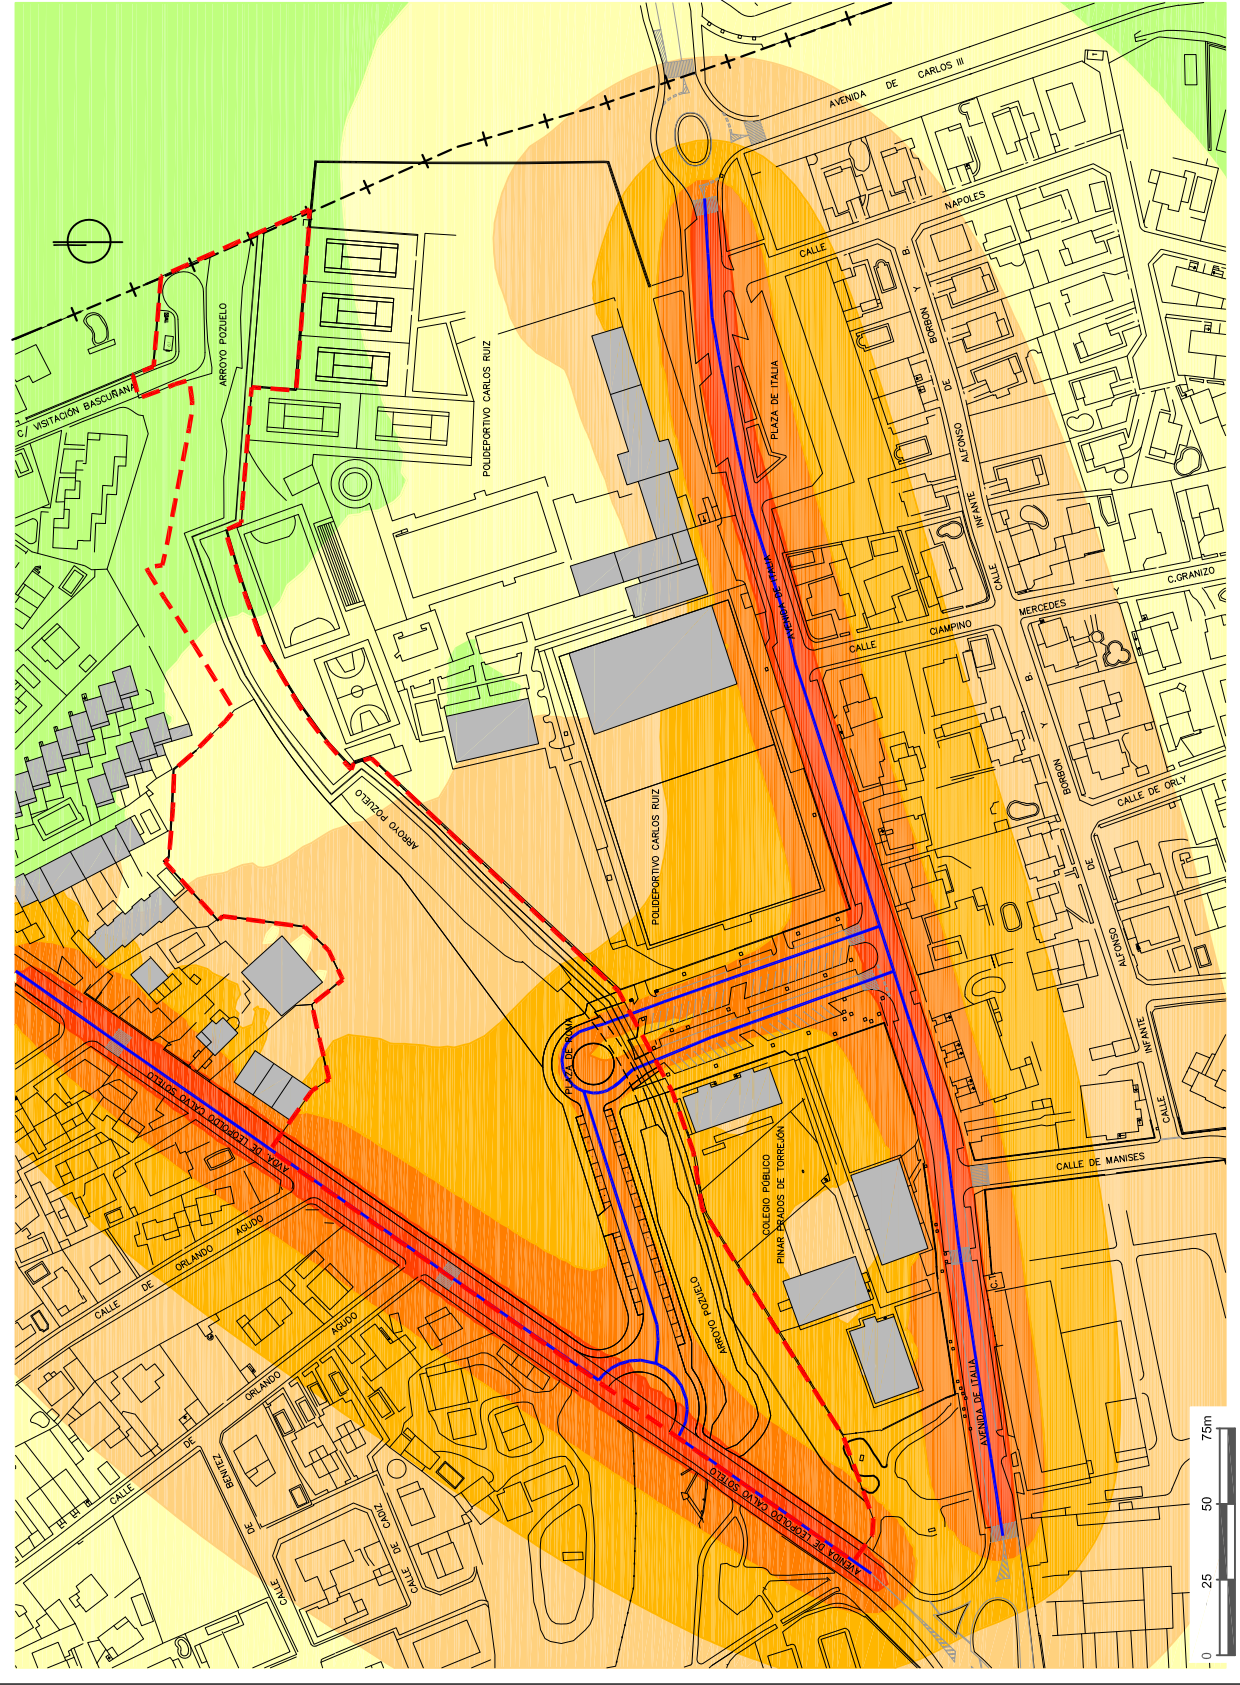 AVENIDA DE CARLOS III
CALLE NAPOLES
C/ VISITACIÓN BASCUÑANA
ARROYO POZUELO
POLIDEPORTIVO CARLOS RUIZ
PLAZA DE ITALIA
CALLE INFANTE ALFONSO DE BORBON Y B.
AVENIDA DE ITALIA
CALLE CIAMPINO
MERCEDES Y
C.GRANIZO
ARROYO POZUELO
POLIDEPORTIVO CARLOS RUIZ
CALLE DE ORLY
CALLE INFANTE ALFONSO DE BORBON Y B.
PLAZA DE ROMA
AVDA. DE LEOPOLDO CALVO SOTELO
COLEGIO PÚBLICO
PINAR PRADOS DE TORREJÓN
CALLE DE MANISES
CALLE DE ORLANDO AGUDO
CALLE DE ORLANDO AGUDO
ARROYO POZUELO
C.T.
AVENIDA DE ITALIA
CALLE DE BENITEZ
CALLE DE CADIZ
AVENIDA DE LEOPOLDO CALVO SOTELO
0 25 50 75m